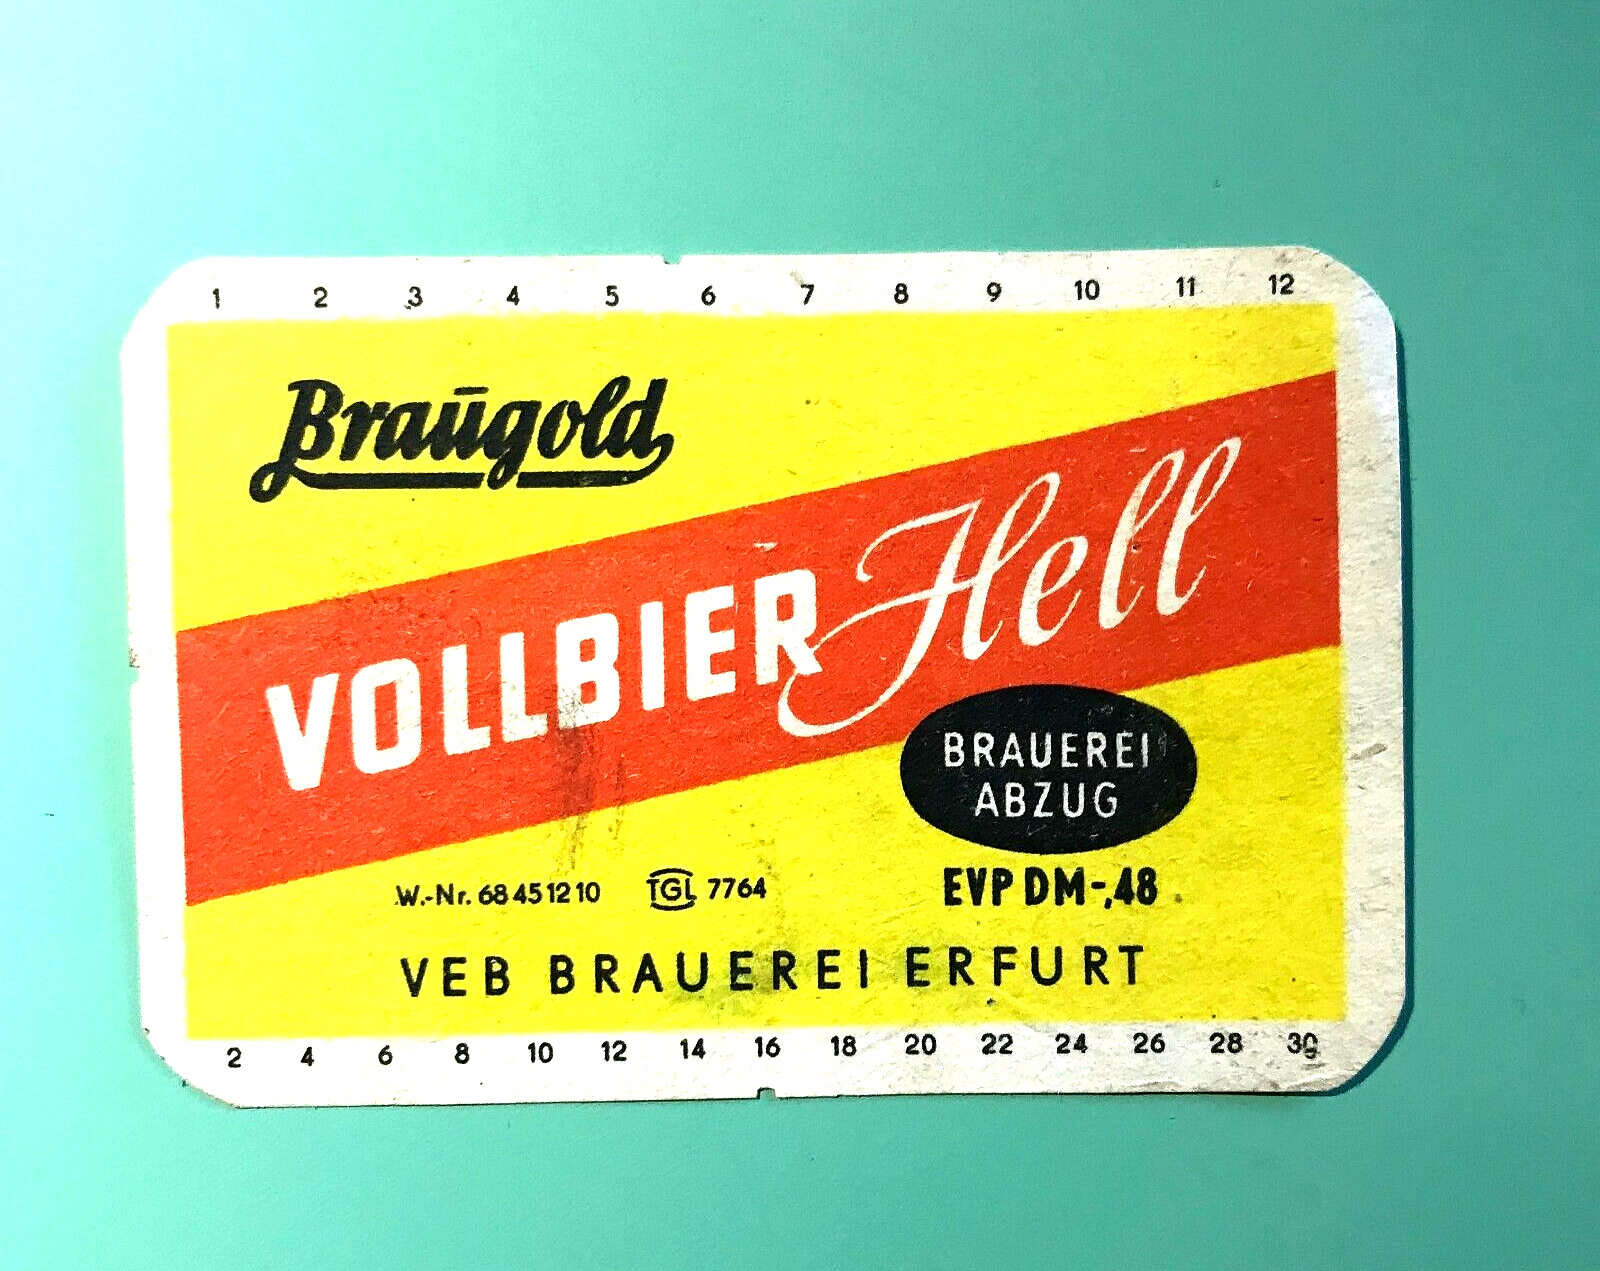 1 2 3 4 5 6 7 8 9 10 11 12
Braūgold
VOLLBIER Hell
BRAUEREI
ABZUG
W.-Nr. 68 45 12 10 TGL 7764 EVP DM -,48
VEB BRAUEREI ERFURT
2 4 6 8 10 12 14 16 18 20 22 24 26 28 30